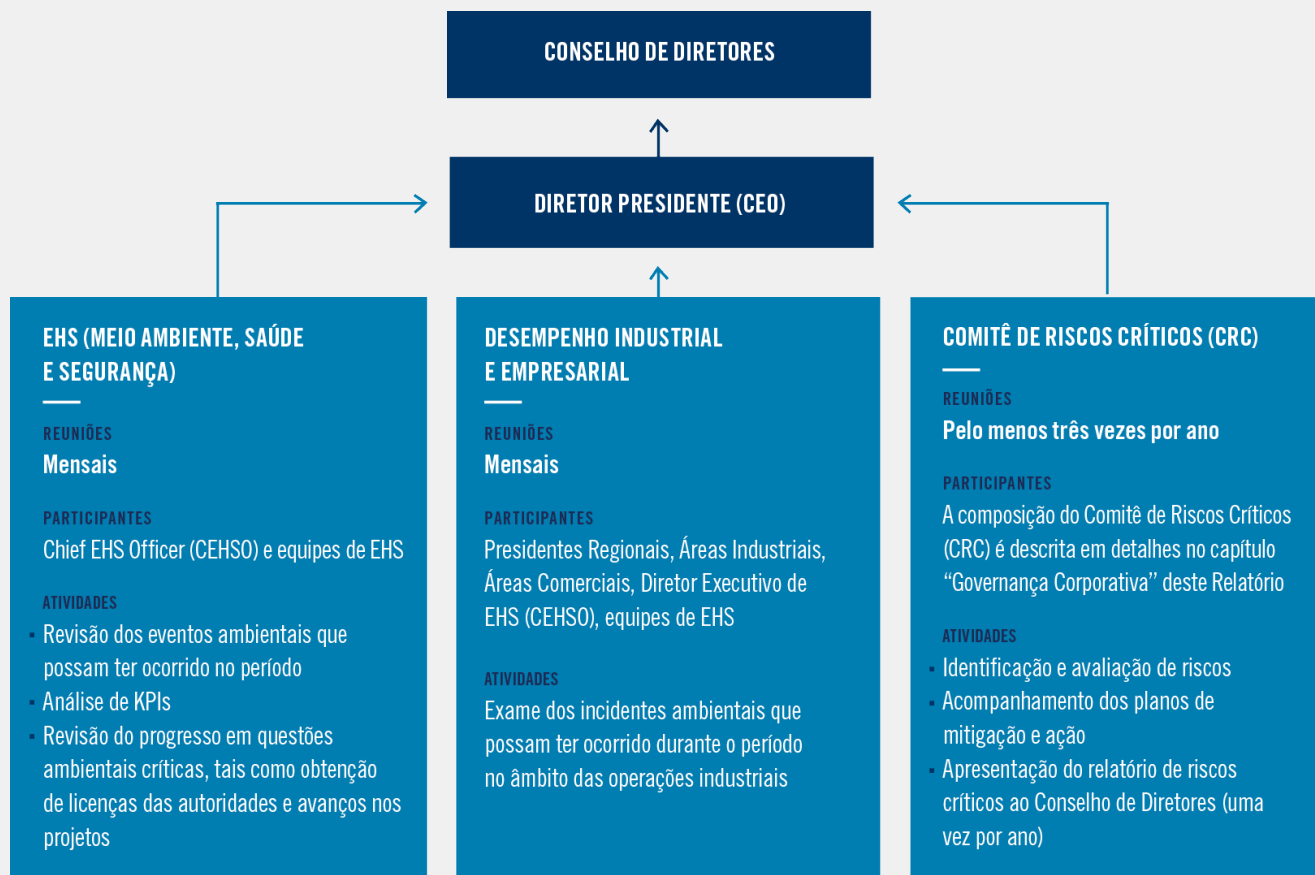 CONSELHO DE DIRETORES
DIRETOR PRESIDENTE (CEO)
EHS (MEIO AMBIENTE, SAÚDE
E SEGURANÇA)
REUNIÕES
Mensais
PARTICIPANTES
Chief EHS Officer (CEHSO) e equipes de EHS
ATIVIDADES
▪ Revisão dos eventos ambientais que
possam ter ocorrido no período
▪ Análise de KPIs
▪ Revisão do progresso em questões
ambientais críticas, tais como obtenção
de licenças das autoridades e avanços nos
projetos
DESEMPENHO INDUSTRIAL
E EMPRESARIAL
REUNIÕES
Mensais
PARTICIPANTES
Presidentes Regionais, Áreas Industriais,
Áreas Comerciais, Diretor Executivo de
EHS (CEHSO), equipes de EHS
ATIVIDADES
Exame dos incidentes ambientais que
possam ter ocorrido durante o período
no âmbito das operações industriais
COMITÊ DE RISCOS CRÍTICOS (CRC)
REUNIÕES
Pelo menos três vezes por ano
PARTICIPANTES
A composição do Comitê de Riscos Críticos
(CRC) é descrita em detalhes no capítulo
“Governança Corporativa” deste Relatório
ATIVIDADES
▪ Identificação e avaliação de riscos
▪ Acompanhamento dos planos de
mitigação e ação
▪ Apresentação do relatório de riscos
críticos ao Conselho de Diretores (uma
vez por ano)